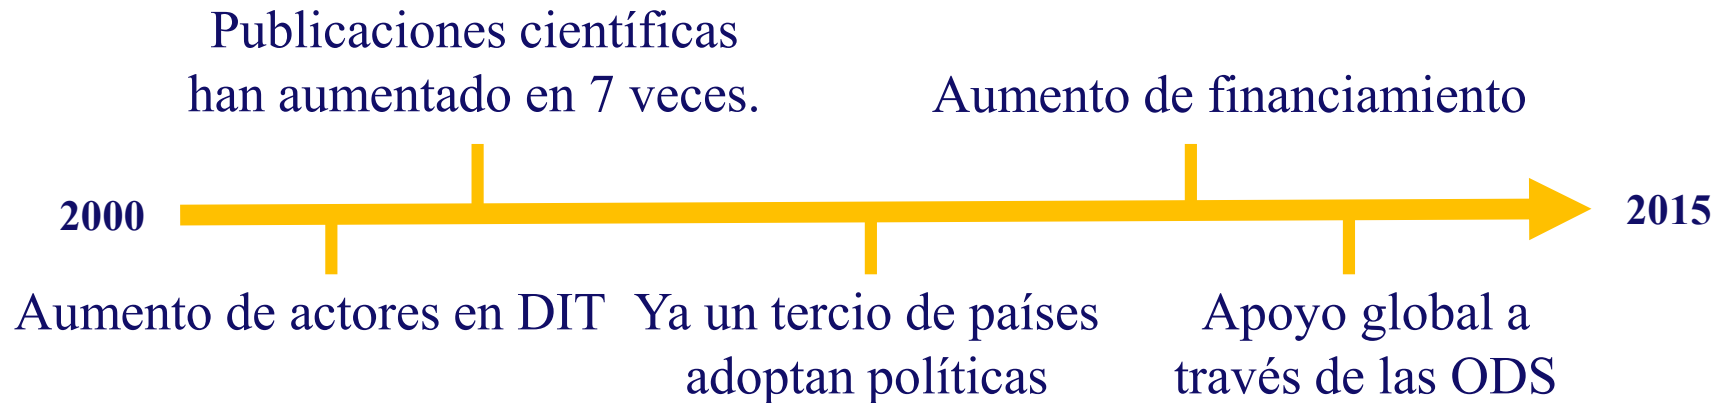 Publicaciones científicas
han aumentado en 7 veces.
Aumento de financiamiento
2000
2015
Aumento de actores en DIT
Ya un tercio de países
adoptan políticas
Apoyo global a
través de las ODS